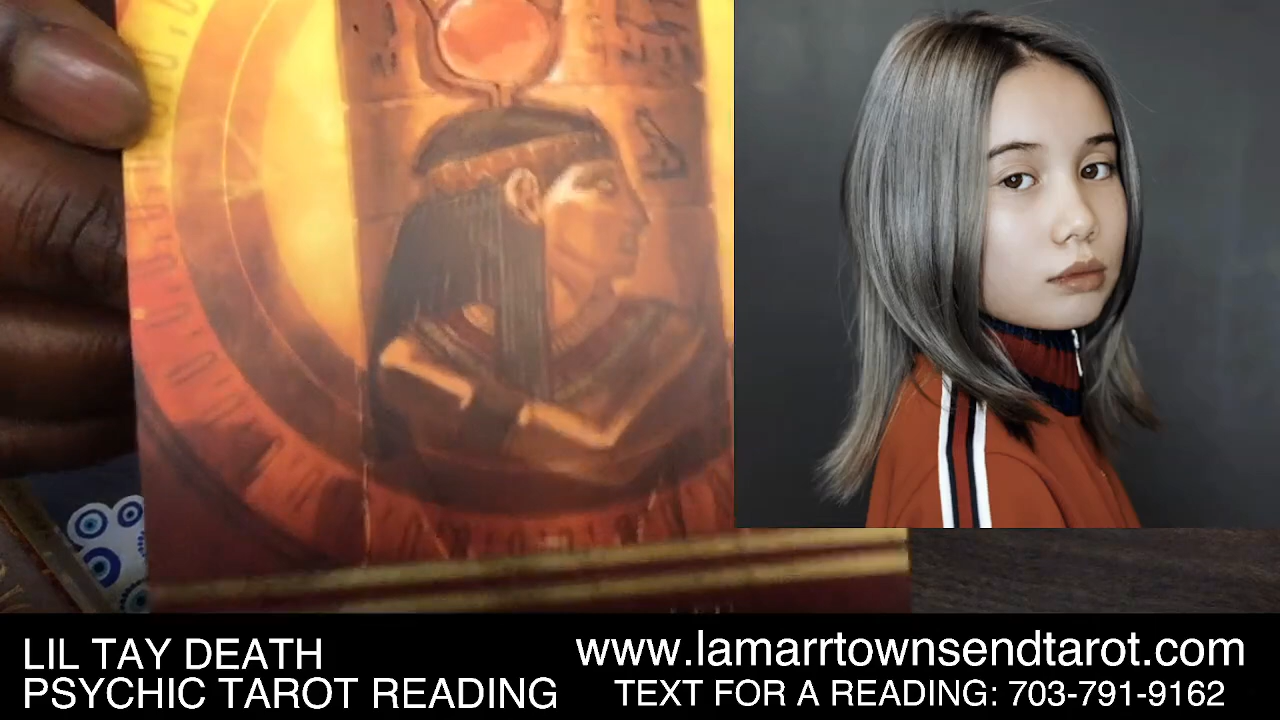 LIL TAY DEATH
PSYCHIC TAROT READING
www.lamarrtownsendtarot.com
TEXT FOR A READING: 703-791-9162